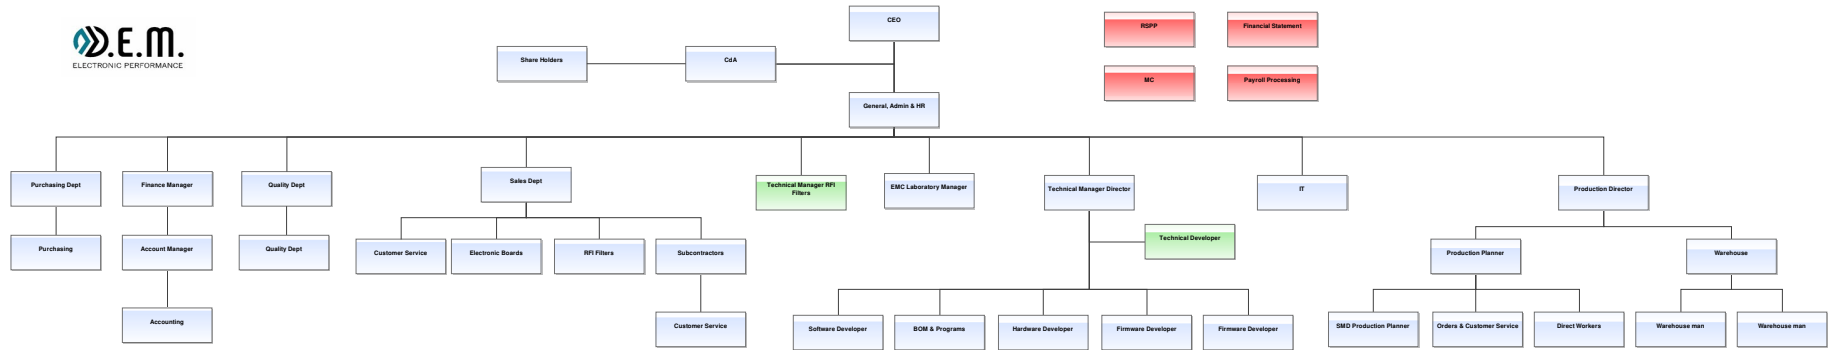 D.E.M.
ELECTRONIC PERFORMANCE
CEO
RSPP
Financial Statement
Share Holders
CdA
MC
Payroll Processing
General, Admin & HR
Purchasing Dept
Finance Manager
Quality Dept
Sales Dept
Technical Manager RFI
Filters
EMC Laboratory Manager
Technical Manager Director
IT
Production Director
Purchasing
Account Manager
Quality Dept
Customer Service
Electronic Boards
RFI Filters
Subcontractors
Technical Developer
Production Planner
Warehouse
Accounting
Customer Service
Software Developer
BOM & Programs
Hardware Developer
Firmware Developer
Firmware Developer
SMD Production Planner
Orders & Customer Service
Direct Workers
Warehouse man
Warehouse man